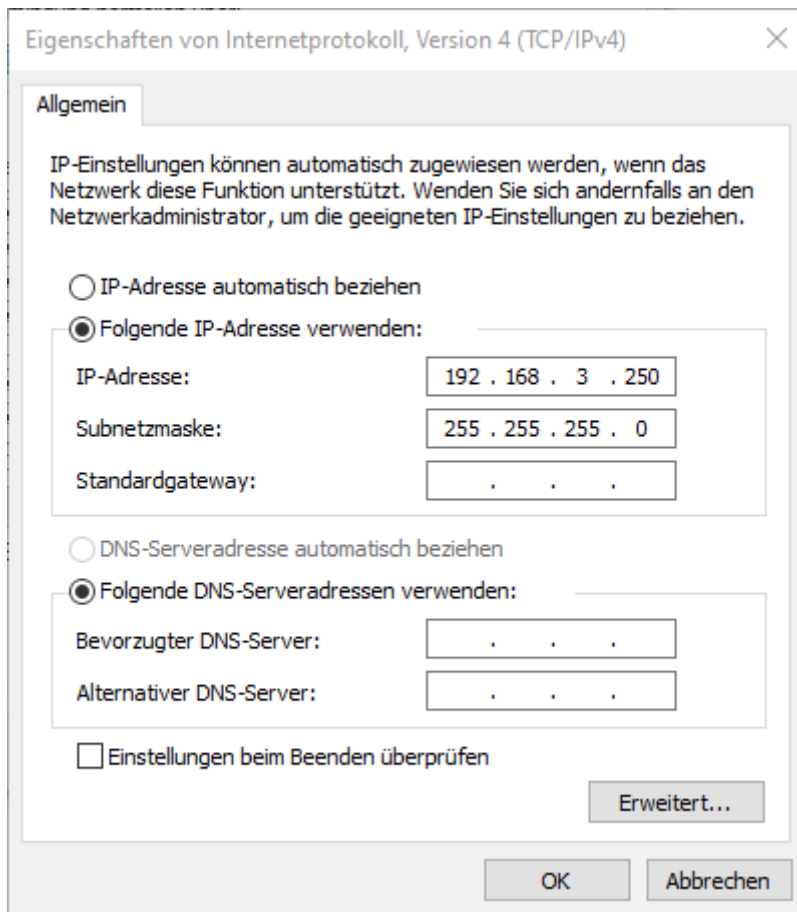 Eigenschaften von Internetprotokoll, Version 4 (TCP/IPv4)
Allgemein
IP-Einstellungen können automatisch zugewiesen werden, wenn das
Netzwerk diese Funktion unterstützt. Wenden Sie sich andernfalls an den
Netzwerkadministrator, um die geeigneten IP-Einstellungen zu beziehen.
IP-Adresse automatisch beziehen
Folgende IP-Adresse verwenden:
IP-Adresse: 192 . 168 . 3 . 250
Subnetzmaske: 255 . 255 . 255 . 0
Standardgateway: . . .
DNS-Serveradresse automatisch beziehen
Folgende DNS-Serveradressen verwenden:
Bevorzugter DNS-Server: . . .
Alternativer DNS-Server: . . .
Einstellungen beim Beenden überprüfen
Erweitert...
OK Abbrechen